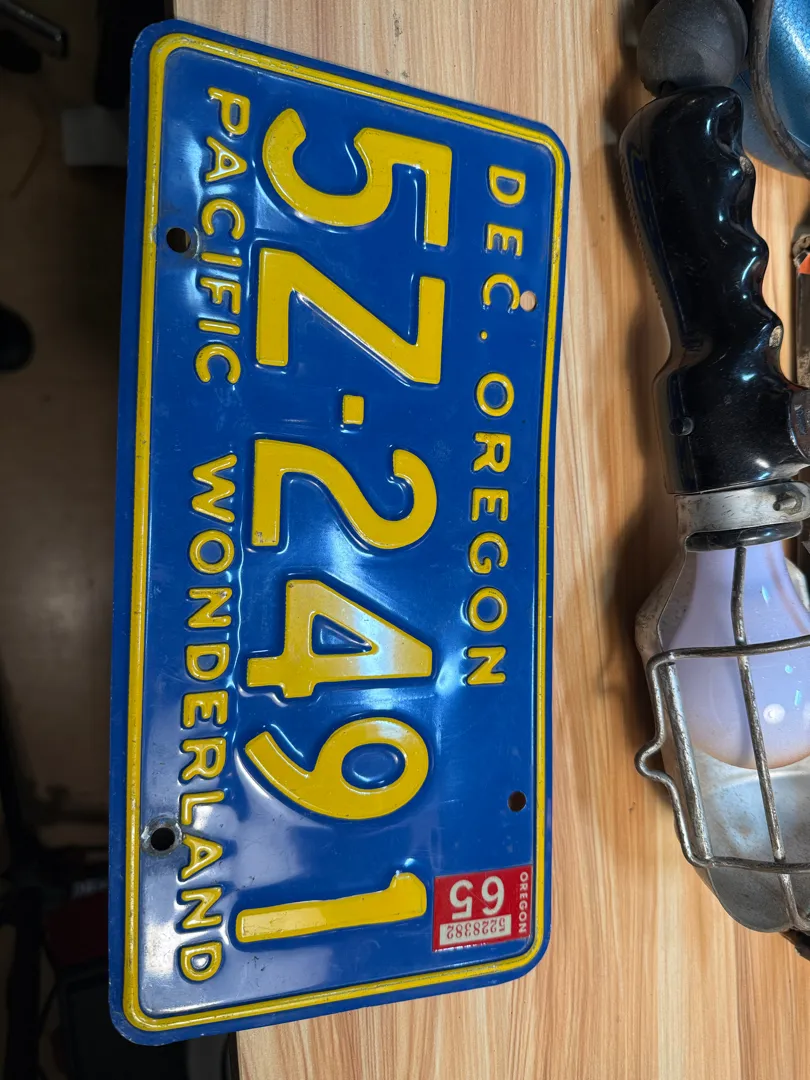 DEC. OREGON
5Z·2491
PACIFIC WONDERLAND
OREGON
65
5228382